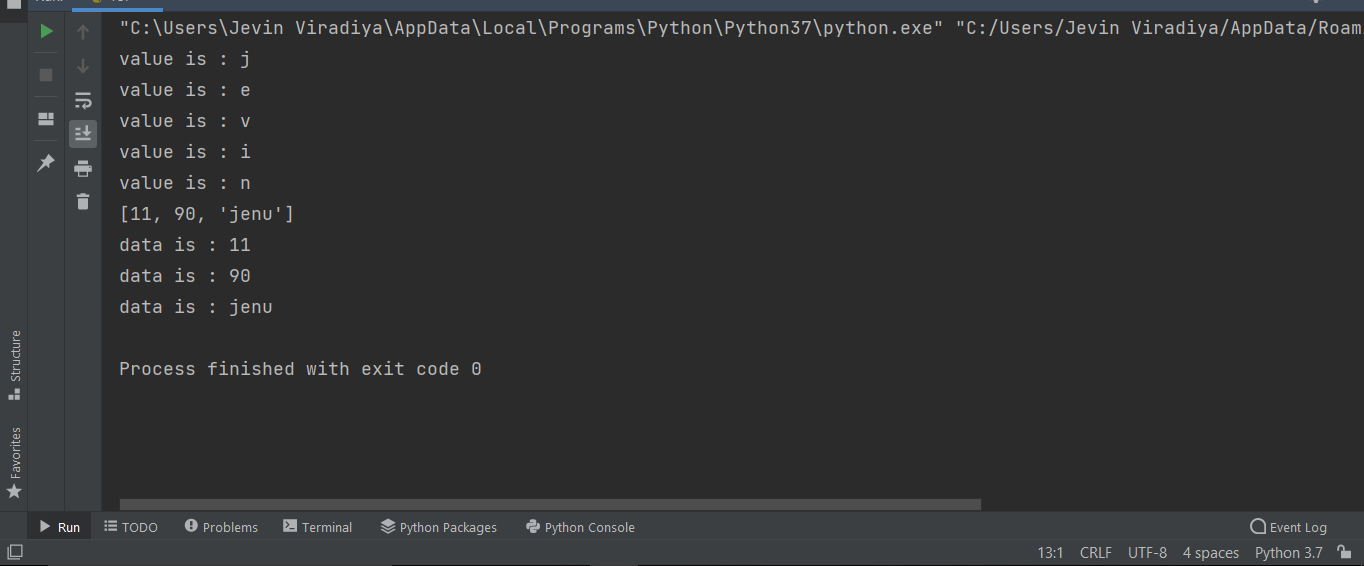 "C:\Users\Jevin Viradiya\AppData\Local\Programs\Python\Python37\python.exe" "C:/Users/Jevin Viradiya/AppData/Roam
value is : j
value is : e
value is : v
value is : i
value is : n
[11, 90, 'jenu']
data is : 11
data is : 90
data is : jenu
Process finished with exit code 0
Structure
Favorites
Run TODO Problems Terminal Python Packages Python Console Event Log
13:1 CRLF UTF-8 4 spaces Python 3.7